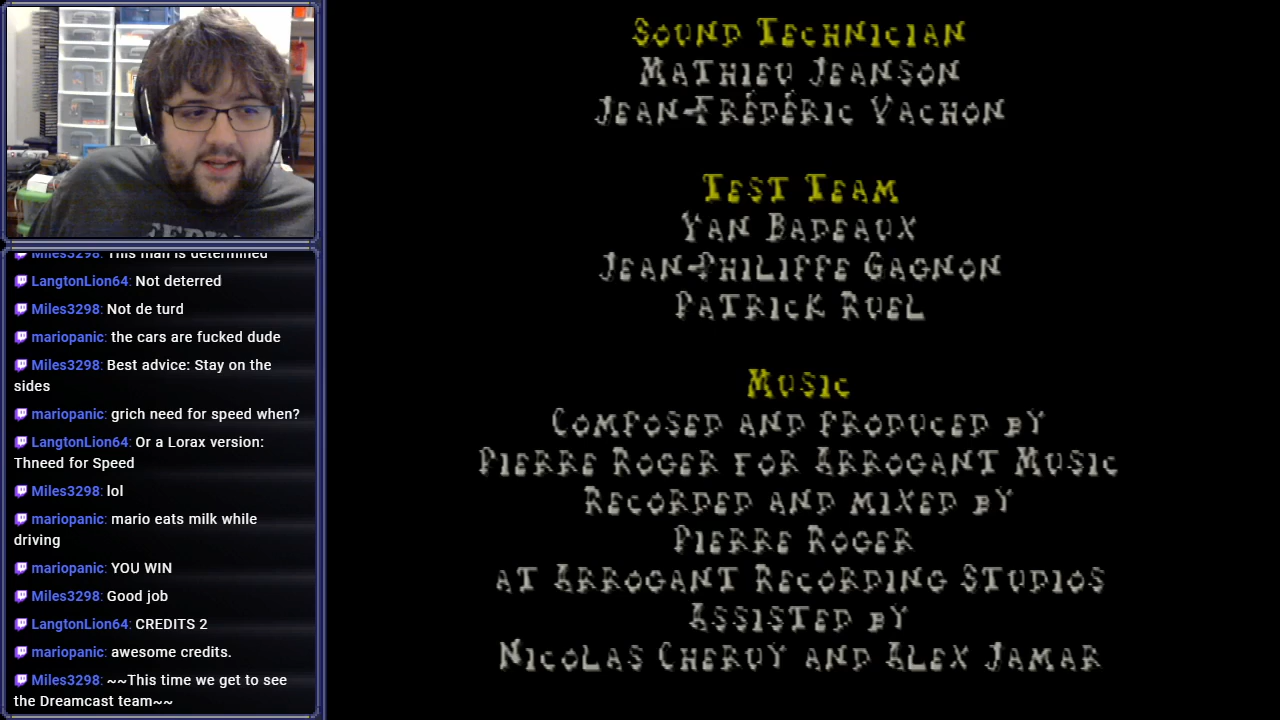 Miles3298: This man is determined
LangtonLion64: Not deterred
Miles3298: Not de turd
mariopanic: the cars are fucked dude
Miles3298: Best advice: Stay on the
sides
mariopanic: grich need for speed when?
LangtonLion64: Or a Lorax version:
Thneed for Speed
Miles3298: lol
mariopanic: mario eats milk while
driving
mariopanic: YOU WIN
Miles3298: Good job
LangtonLion64: CREDITS 2
mariopanic: awesome credits.
Miles3298: ~~This time we get to see
the Dreamcast team~~
Sound Technician
Mathieu Jeanson
Jean-Frédéric Vachon
Test Team
Yan Badeaux
Jean-Philippe Gagnon
Patrick Ruel
Music
Composed and produced by
Pierre Roger for Arrogant Music
Recorded and mixed by
Pierre Roger
at Arrogant Recording Studios
Assisted by
Nicolas Cheruy and Alex Jamar